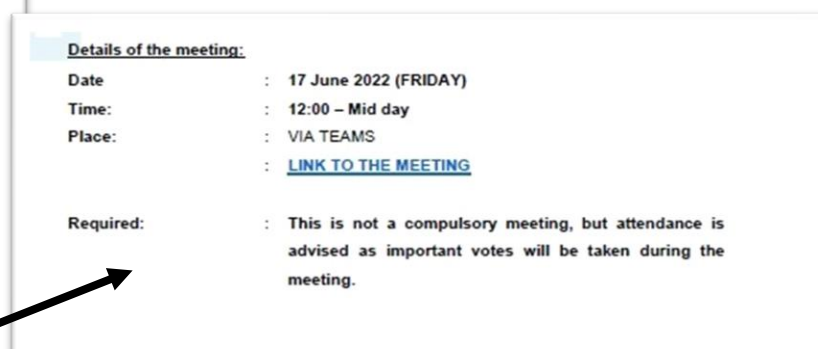 Details of the meeting:
Date : 17 June 2022 (FRIDAY)
Time: : 12:00 – Mid day
Place: : VIA TEAMS
: LINK TO THE MEETING
Required: : This is not a compulsory meeting, but attendance is
advised as important votes will be taken during the
meeting.